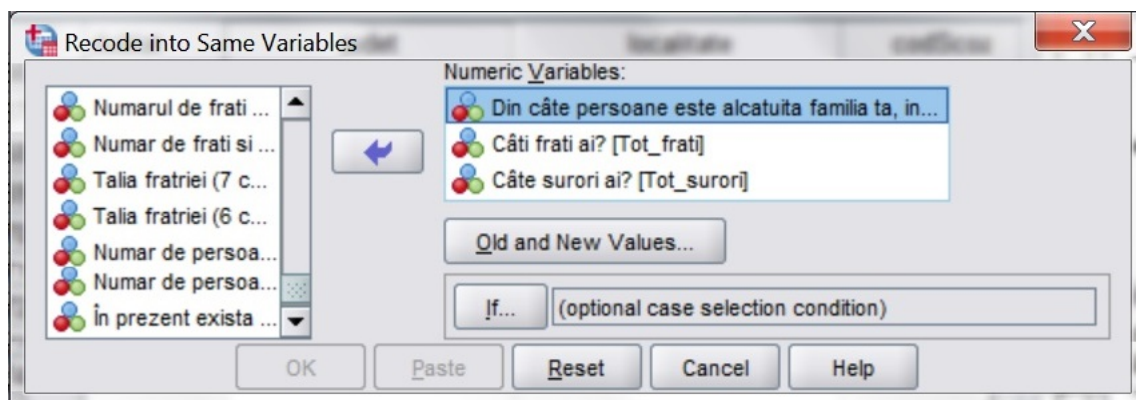 Recode into Same Variables
localitate
Numeric Variables:
Numarul de frati ...
Numar de frati si ...
Talia fratriei (7 c...
Talia fratriei (6 c...
Numar de persoa...
Numar de persoa...
În prezent exista ...
Din câte persoane este alcatuita familia ta, in...
Câti frati ai? [Tot_frati]
Câte surori ai? [Tot_surori]
Old and New Values...
If...
(optional case selection condition)
OK
Paste
Reset
Cancel
Help